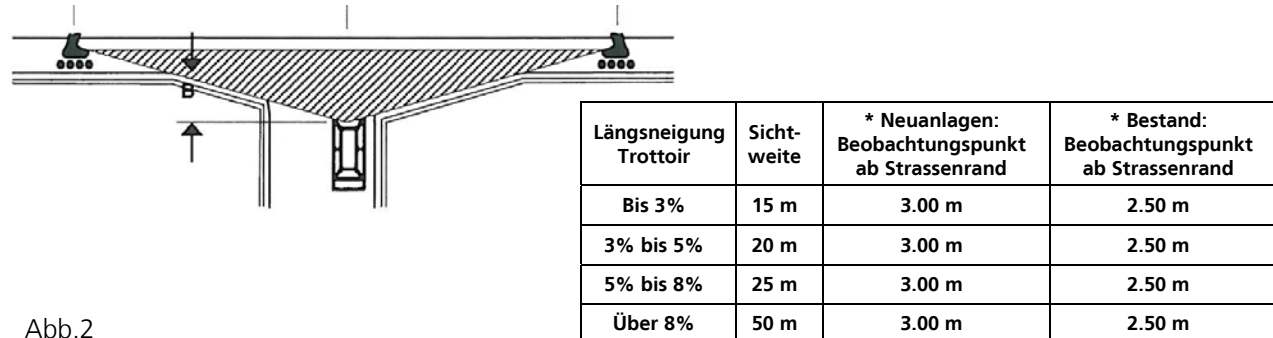 B
Längsneigung Trottoir | Sicht-weite | * Neuanlagen: Beobachtungspunkt ab Strassenrand | * Bestand: Beobachtungspunkt ab Strassenrand
Bis 3% | 15 m | 3.00 m | 2.50 m
3% bis 5% | 20 m | 3.00 m | 2.50 m
5% bis 8% | 25 m | 3.00 m | 2.50 m
Über 8% | 50 m | 3.00 m | 2.50 m
Abb.2